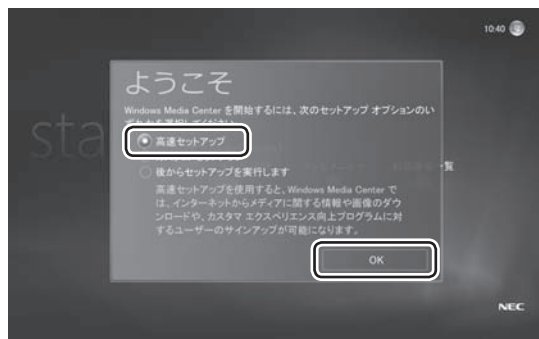 10:40
ようこそ
Windows Media Center を開始するには、次のセットアップ オプションのい
高速セットアップ
後からセットアップを実行します
高速セットアップを使用すると、Windows Media Center で
は、インターネットからメディアに関する情報や画像のダウ
ンロードや、カスタマ エクスペリエンス向上プログラムに対
するユーザーのサインアップが可能になります。
OK
sta
覧
NEC